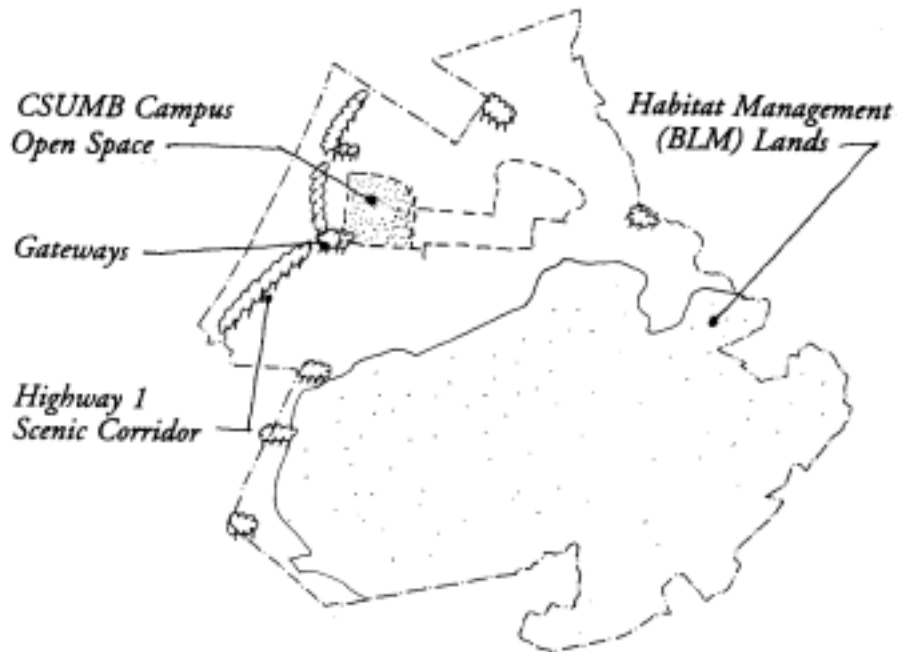 CSUMB Campus
Open Space
Habitat Management
(BLM) Lands
Gateways
Highway 1
Scenic Corridor